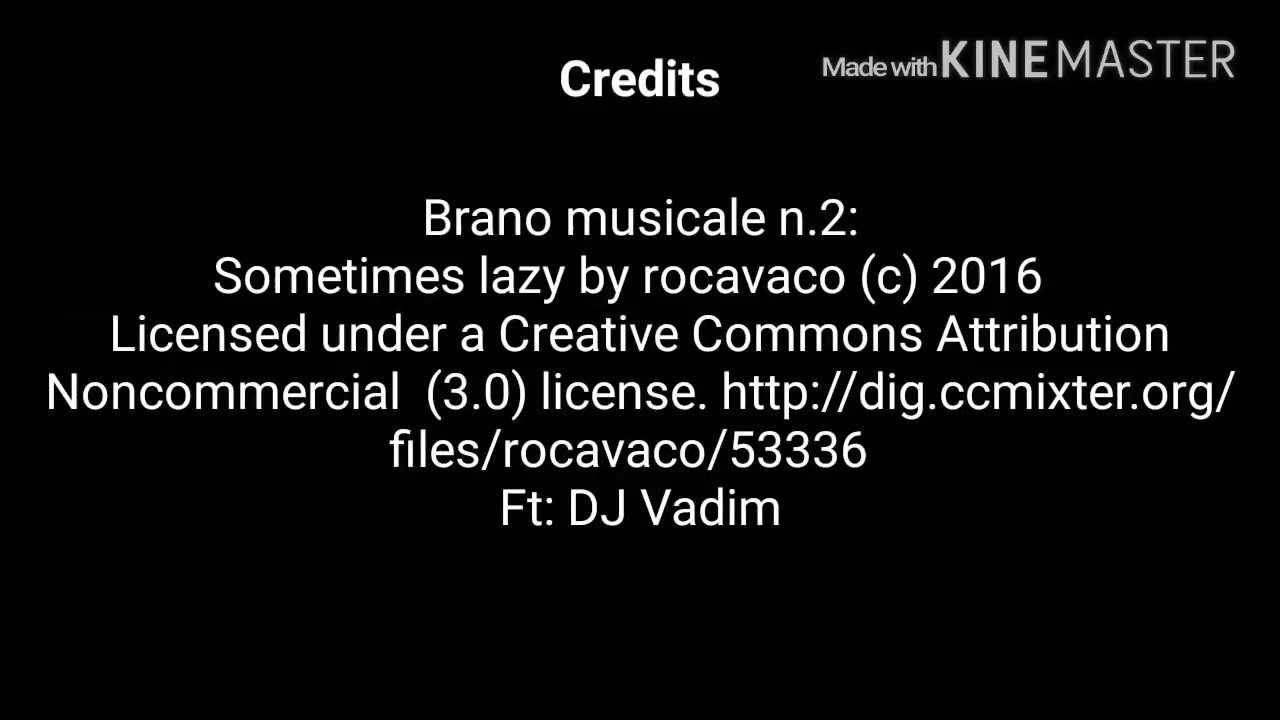 Credits
Made with KINEMASTER
Brano musicale n.2:
Sometimes lazy by rocavaco (c) 2016
Licensed under a Creative Commons Attribution
Noncommercial  (3.0) license. http://dig.ccmixter.org/
files/rocavaco/53336
Ft: DJ Vadim